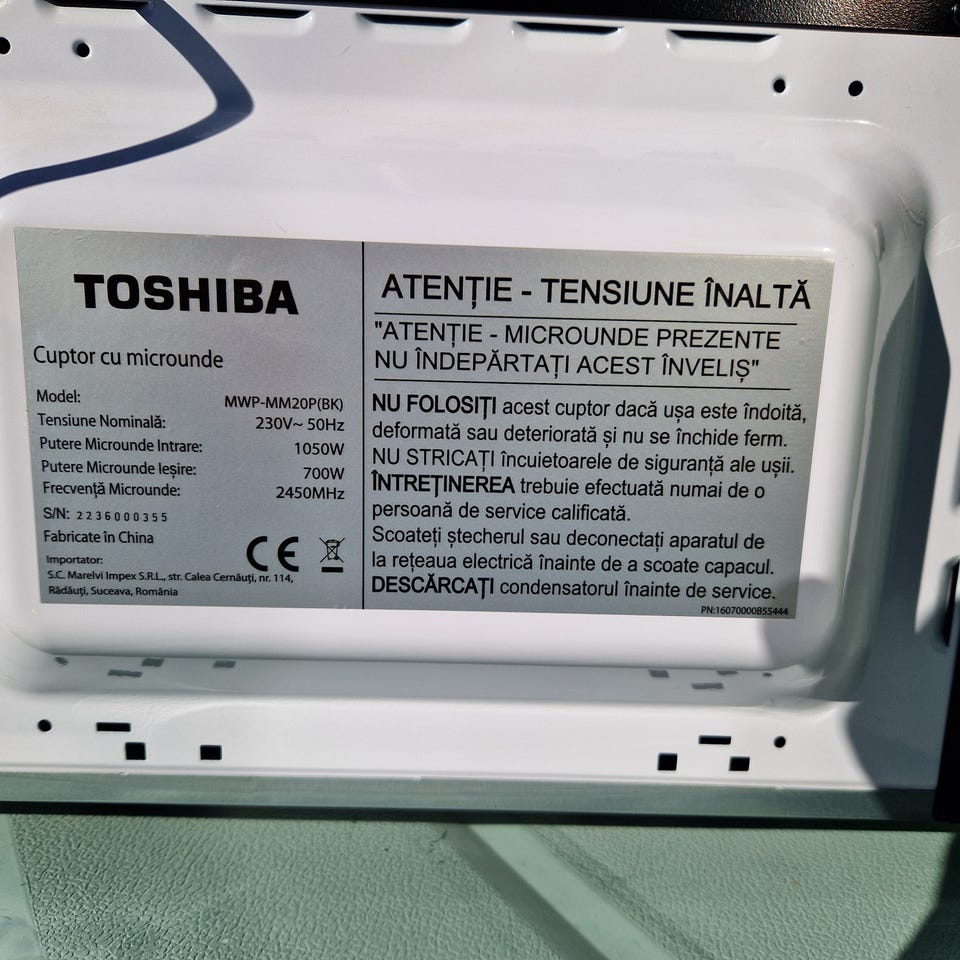 TOSHIBA
Cuptor cu microunde
Model: MWP-MM20P(BK)
Tensiune Nominală: 230V~ 50Hz
Putere Microunde Intrare: 1050W
Putere Microunde Ieșire: 700W
Frecvență Microunde: 2450MHz
S/N: 2236000355
Fabricate în China
CE
Importator:
S.C. Marelvi Impex S.R.L., str. Calea Cernăuți, nr. 114,
Rădăuți, Suceava, România
ATENȚIE - TENSIUNE ÎNALTĂ
"ATENȚIE - MICROUNDE PREZENTE
NU ÎNDEPĂRTAȚI ACEST ÎNVELIȘ"
NU FOLOSIȚI acest cuptor dacă ușa este îndoită,
deformată sau deteriorată și nu se închide ferm.
NU STRICAȚI încuietoarele de siguranță ale ușii.
ÎNTREȚINEREA trebuie efectuată numai de o
persoană de service calificată.
Scoateți ștecherul sau deconectați aparatul de
la rețeaua electrică înainte de a scoate capacul.
DESCĂRCAȚI condensatorul înainte de service.
PN:16070000B55444